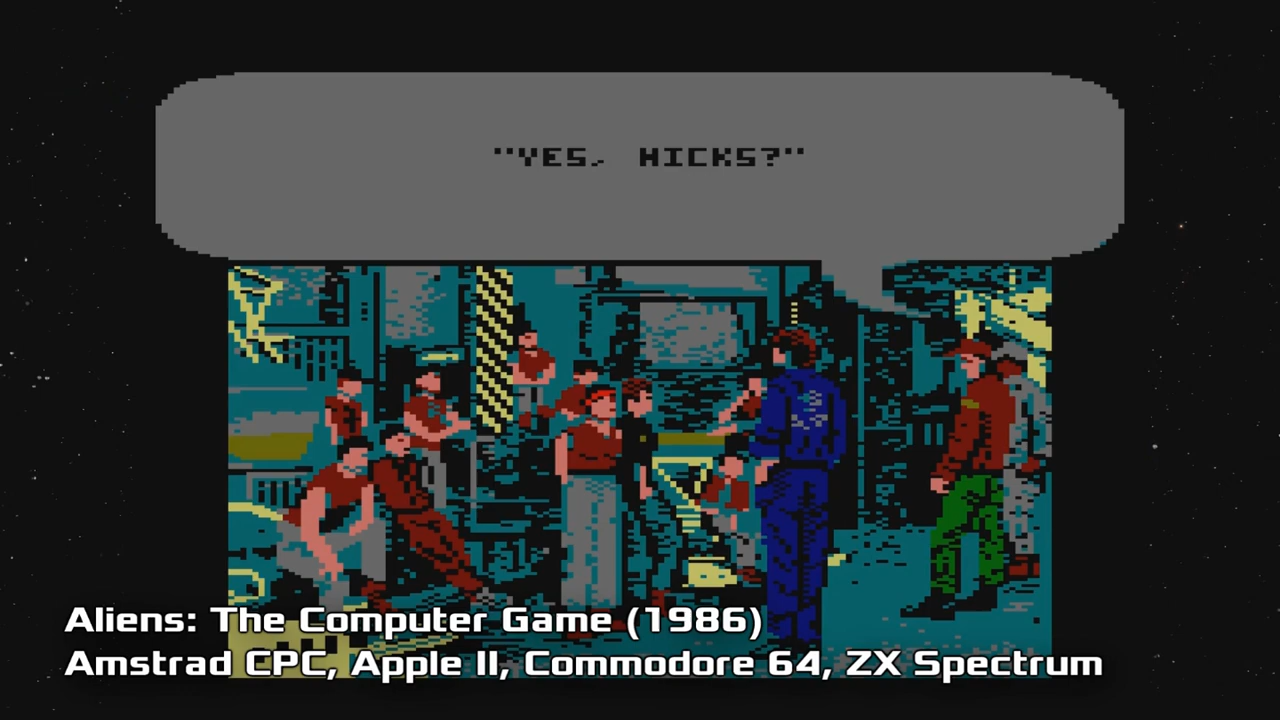 "YES, HICKS?"
Aliens: The Computer Game (1986)
Amstrad CPC, Apple II, Commodore 64, ZX Spectrum